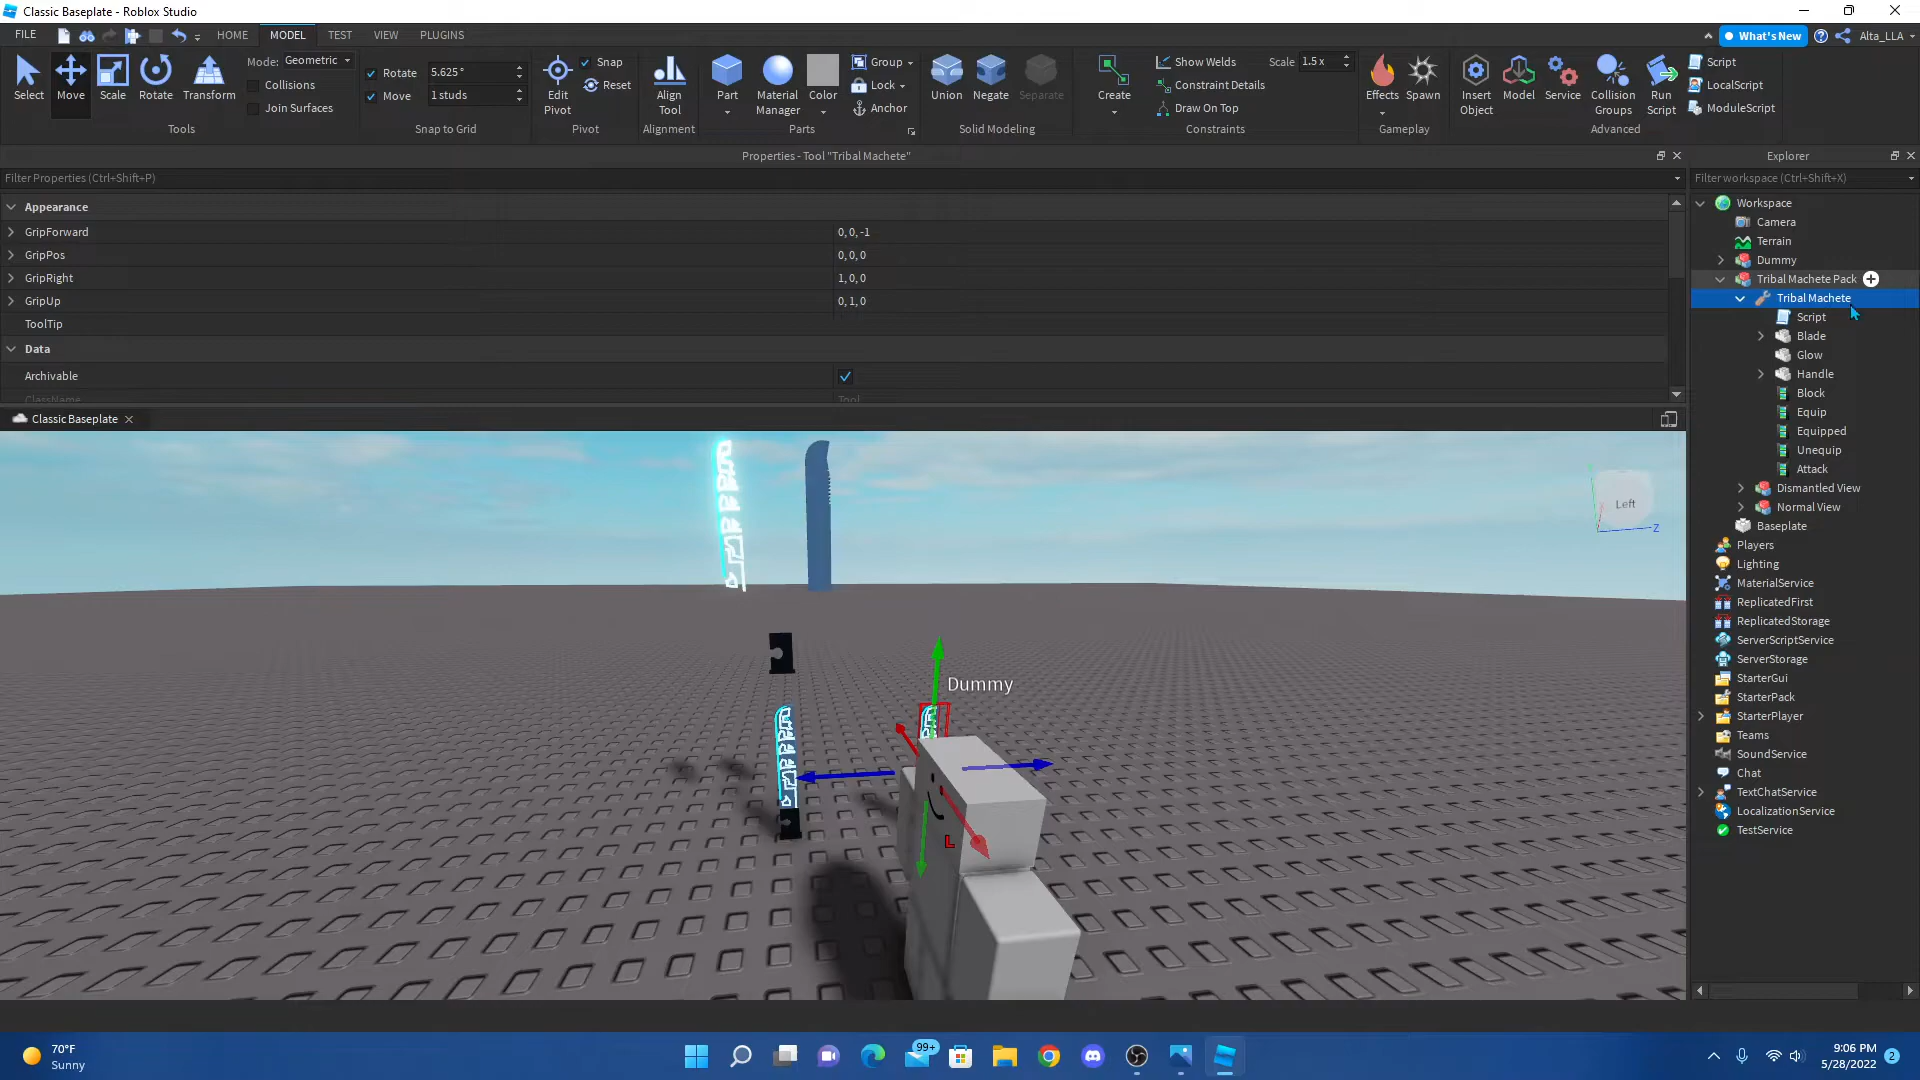 Classic Baseplate - Roblox Studio
FILE
HOME
MODEL
TEST
VIEW
PLUGINS
What's New
Alta_LLA
Select
Move
Scale
Rotate
Transform
Mode: Geometric
Collisions
Join Surfaces
Tools
Rotate 5.625 °
Move 1 studs
Snap to Grid
Edit Pivot
Snap
Reset
Pivot
Align Tool
Alignment
Part
Material Manager
Color
Group
Lock
Anchor
Parts
Union
Negate
Separate
Solid Modeling
Create
Show Welds
Scale 1.5 x
Constraint Details
Draw On Top
Constraints
Effects
Spawn
Gameplay
Insert Object
Model
Service
Collision Groups
Run Script
Script
LocalScript
ModuleScript
Advanced
Properties - Tool "Tribal Machete"
Filter Properties (Ctrl+Shift+P)
Appearance
GripForward 0, 0, -1
GripPos 0, 0, 0
GripRight 1, 0, 0
GripUp 0, 1, 0
ToolTip
Data
Archivable
ClassName Tool
Classic Baseplate
Dummy
L
Left
Z
Explorer
Filter workspace (Ctrl+Shift+X)
Workspace
Camera
Terrain
Dummy
Tribal Machete Pack
Tribal Machete
Script
Blade
Glow
Handle
Block
Equip
Equipped
Unequip
Attack
Dismantled View
Normal View
Baseplate
Players
Lighting
MaterialService
ReplicatedFirst
ReplicatedStorage
ServerScriptService
ServerStorage
StarterGui
StarterPack
StarterPlayer
Teams
SoundService
Chat
TextChatService
LocalizationService
TestService
70°F
Sunny
99+
9:06 PM
5/28/2022
2